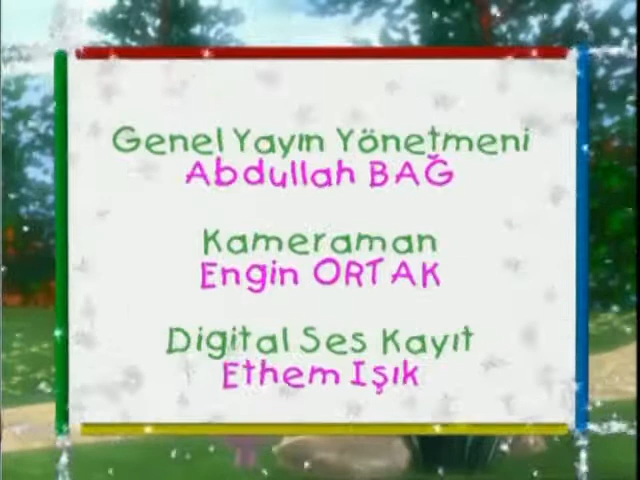 Genel Yayın Yönetmeni
Abdullah BAĞ
Kameraman
Engin ORTAK
Digital Ses Kayıt
Ethem Işık